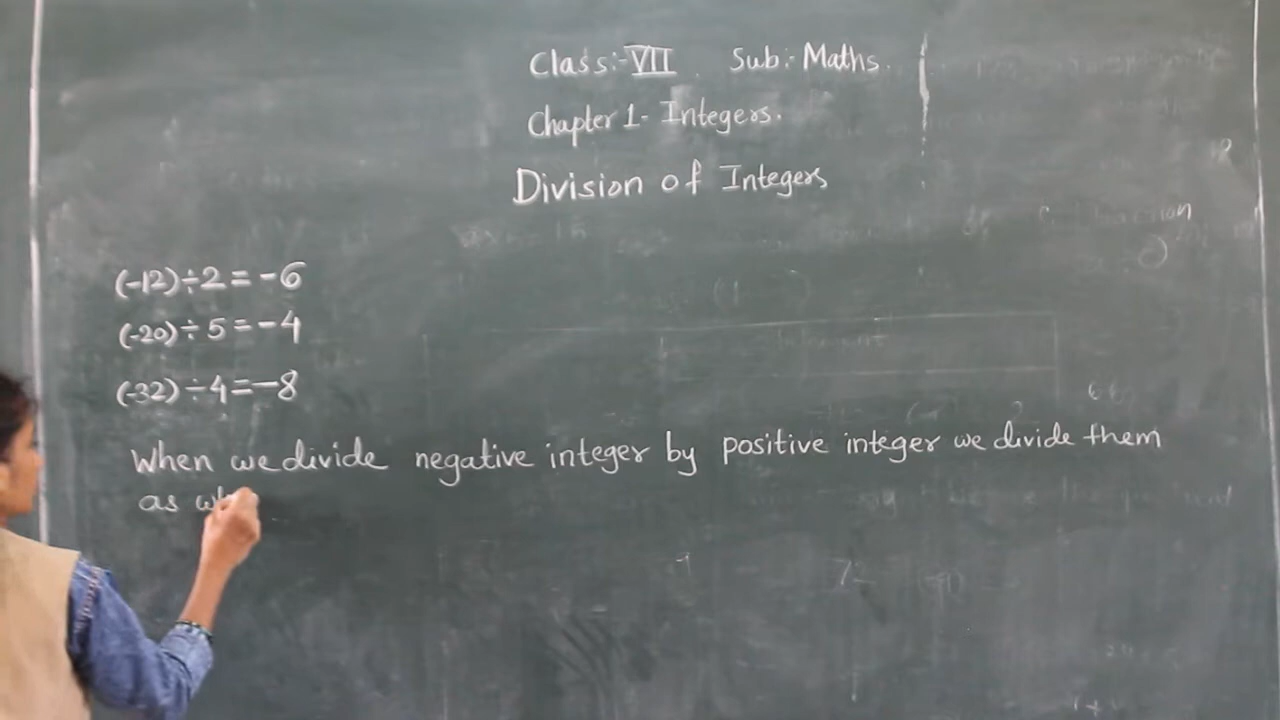 Class:- VII Sub:- Maths.
Chapter 1- Integers.
Division of Integers
(-12)÷2=-6
(-20)÷5=-4
(-32)÷4=-8
When we divide negative integer by positive integer we divide them
as